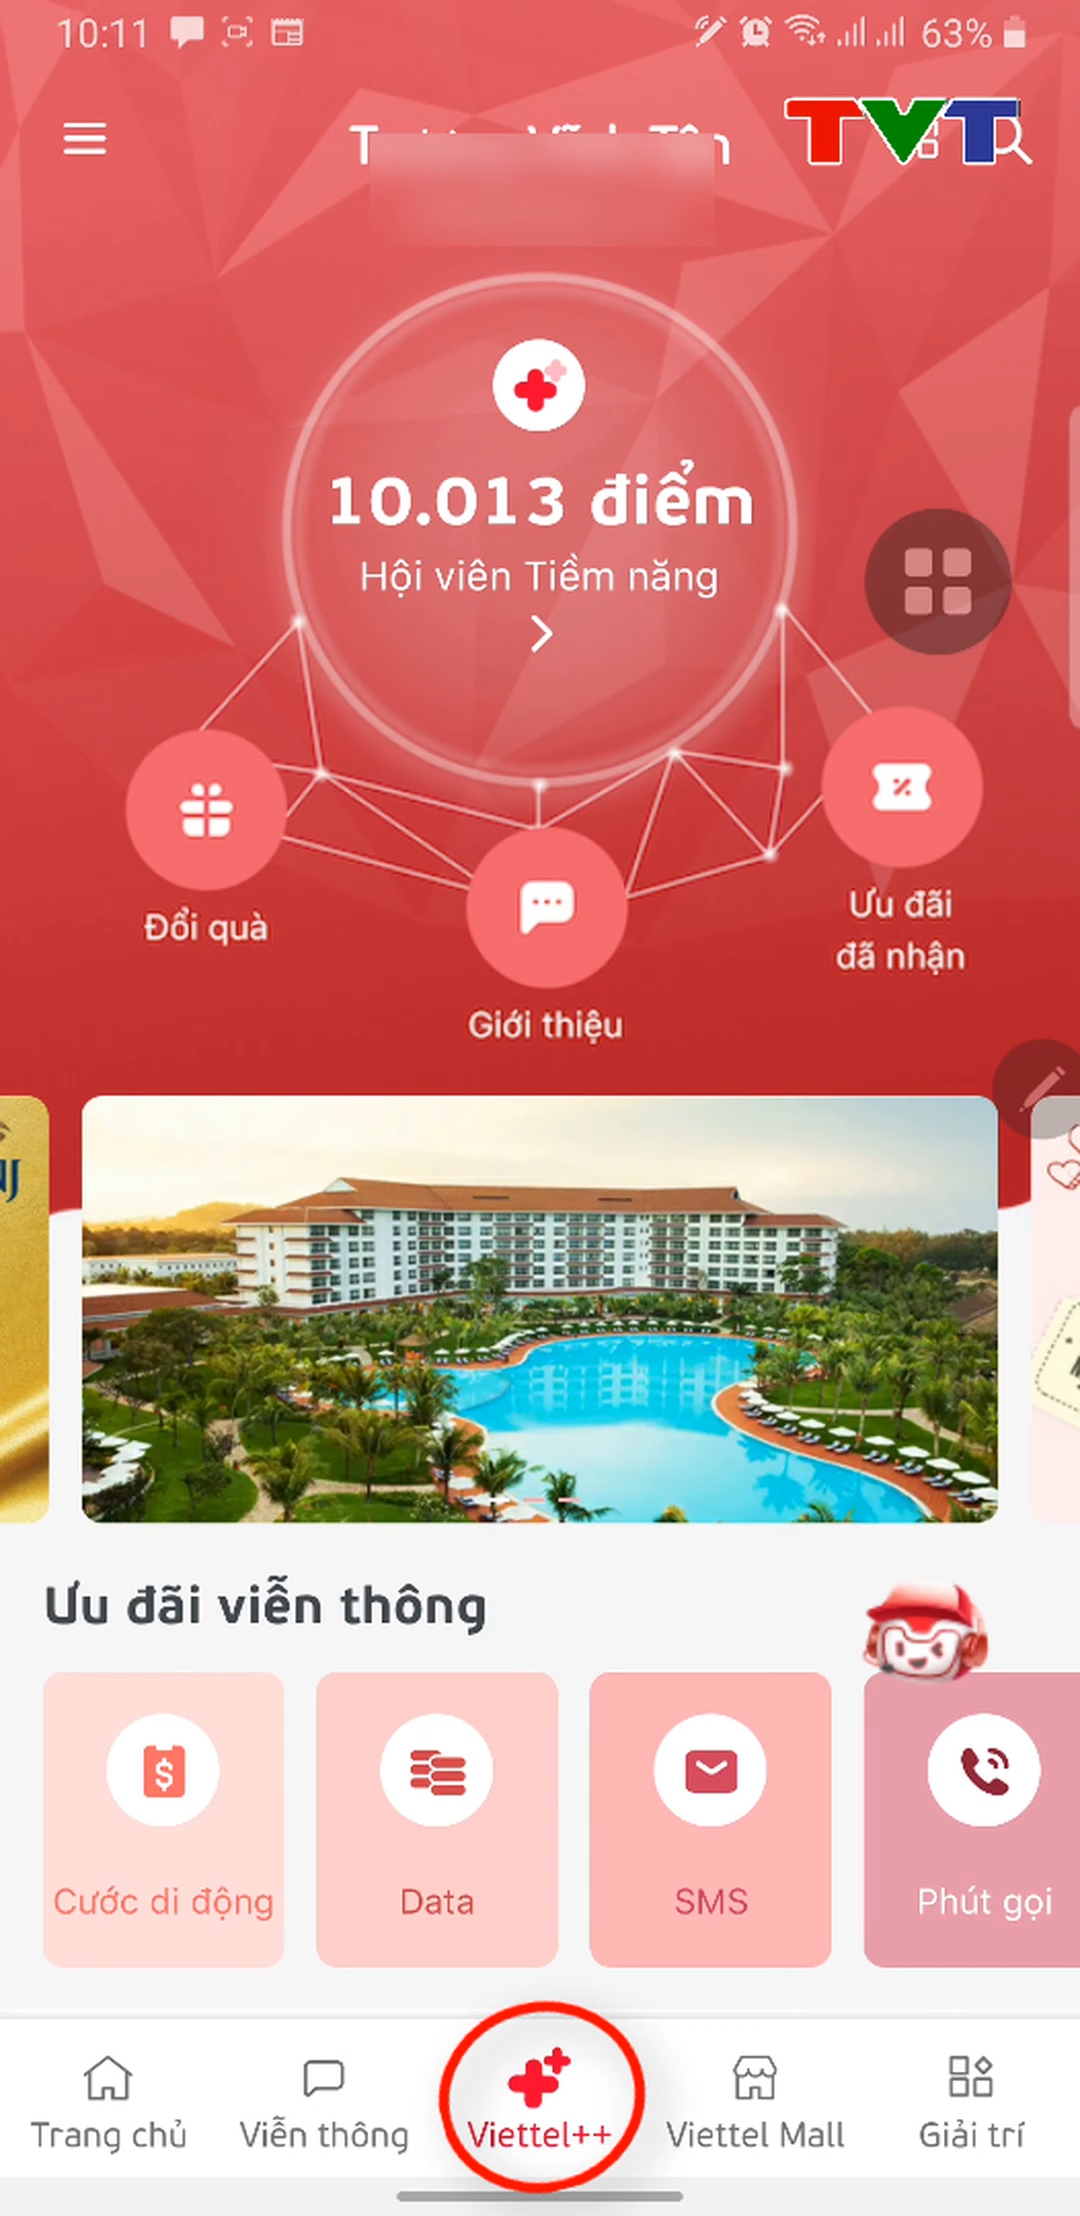 10:11
63%
TVT
10.013 điểm
Hội viên Tiềm năng
Đổi quà
Giới thiệu
Ưu đãi
đã nhận
Ưu đãi viễn thông
Cước di động
Data
SMS
Phút gọi
Trang chủ
Viễn thông
Viettel++
Viettel Mall
Giải trí